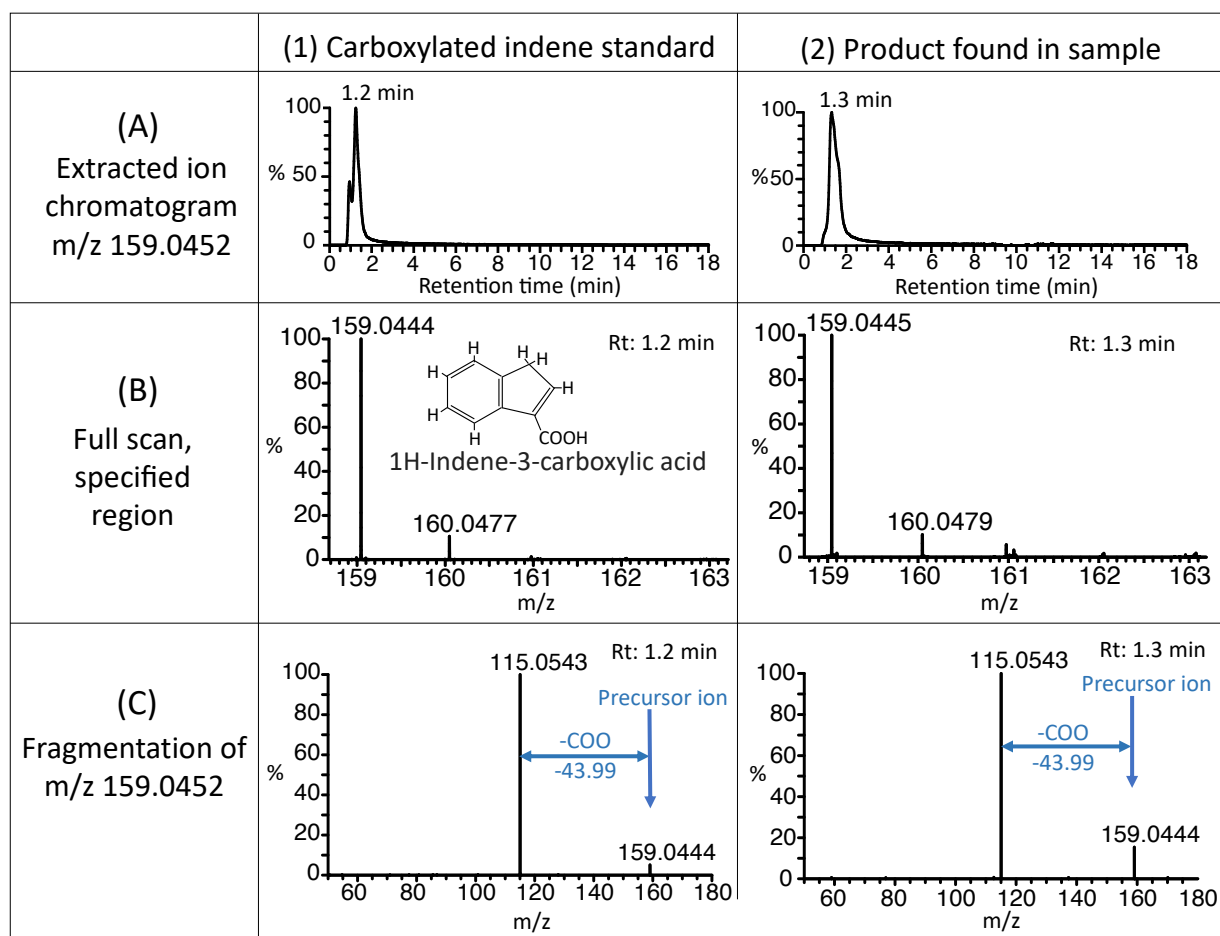 (1) Carboxylated indene standard
(2) Product found in sample
(A)
Extracted ion
chromatogram
m/z 159.0452
1.2 min
100
% 50
0
0 2 4 6 8 10 12 14 16 18
Retention time (min)
1.3 min
100
%50
0
0 2 4 6 8 10 12 14 16 18
Retention time (min)
(B)
Full scan,
specified
region
159.0444
Rt: 1.2 min
100
80
60
%
40
20
0
H
H H
H
H
H
H
COOH
1H-Indene-3-carboxylic acid
160.0477
159 160 161 162 163
m/z
159.0445
Rt: 1.3 min
100
80
60
%
40
20
0
160.0479
159 160 161 162 163
m/z
(C)
Fragmentation of
m/z 159.0452
115.0543
Rt: 1.2 min
Precursor ion
-COO
-43.99
100
80
60
%
40
20
0
159.0444
60 80 100 120 140 160 180
m/z
115.0543
Rt: 1.3 min
Precursor ion
-COO
-43.99
100
80
60
%
40
20
0
159.0444
60 80 100 120 140 160 180
m/z